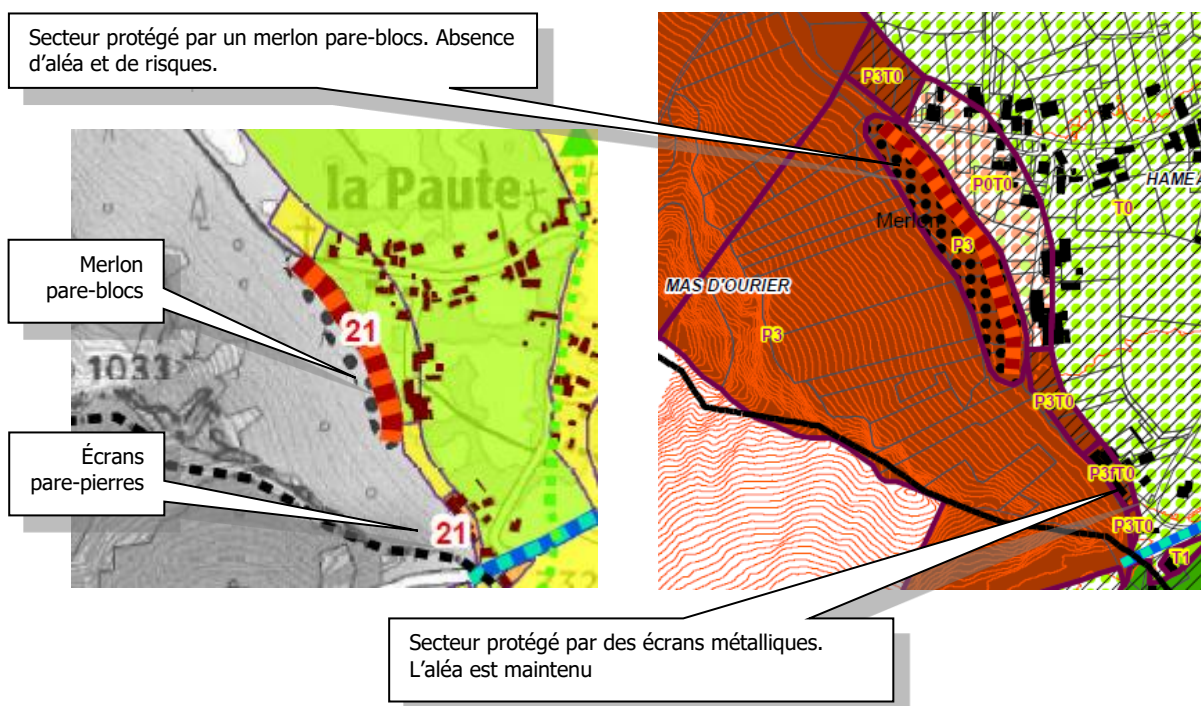 Secteur protégé par un merlon pare-blocs. Absence
d'aléa et de risques.
la Paute
Merlon
pare-blocs
21
1033
Écrans
pare-pierres
21
P3T0
P0T0
HAMEA
T0
Merlon
P3
MAS D'OURIER
P3
P3T0
P3fT0
P3T0
T1
Secteur protégé par des écrans métalliques.
L'aléa est maintenu